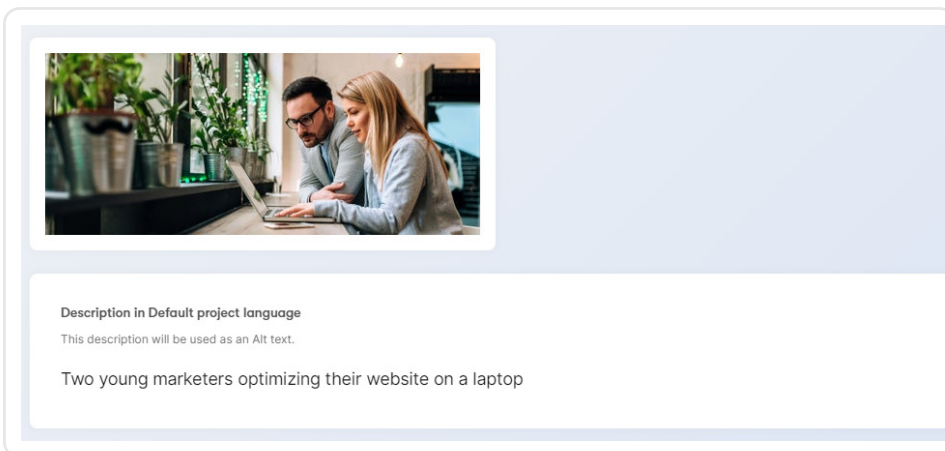 Description in Default project language
This description will be used as an Alt text.
Two young marketers optimizing their website on a laptop